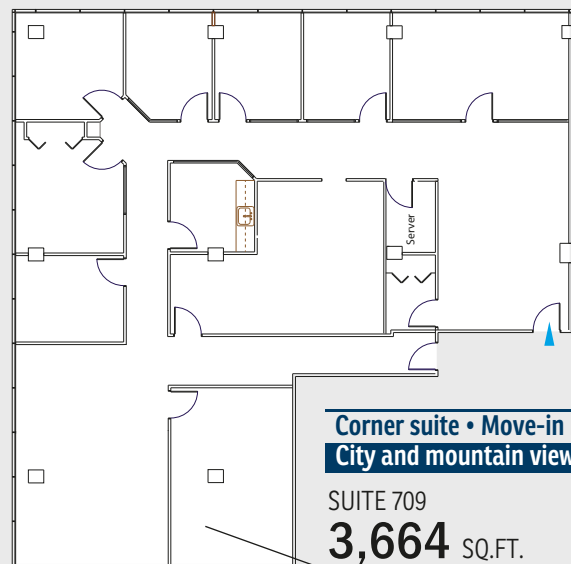 Server
Corner suite • Move-in
City and mountain view
SUITE 709
3,664 SQ.FT.